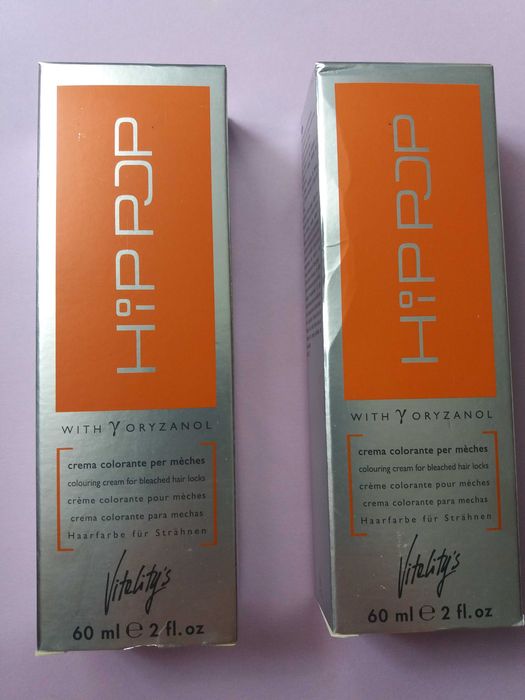 HiP PJP
WITH γ ORYZANOL
crema colorante per mèches
colouring cream for bleached hair locks
crème colorante pour mèches
crema colorante para mechas
Haarfarbe für Strähnen
Vitality's
60 ml e 2 fl.oz
HiP PJP
WITH γ ORYZANOL
crema colorante per mèches
colouring cream for bleached hair locks
crème colorante pour mèches
crema colorante para mechas
Haarfarbe für Strähnen
Vitality's
60 ml e 2 fl.oz